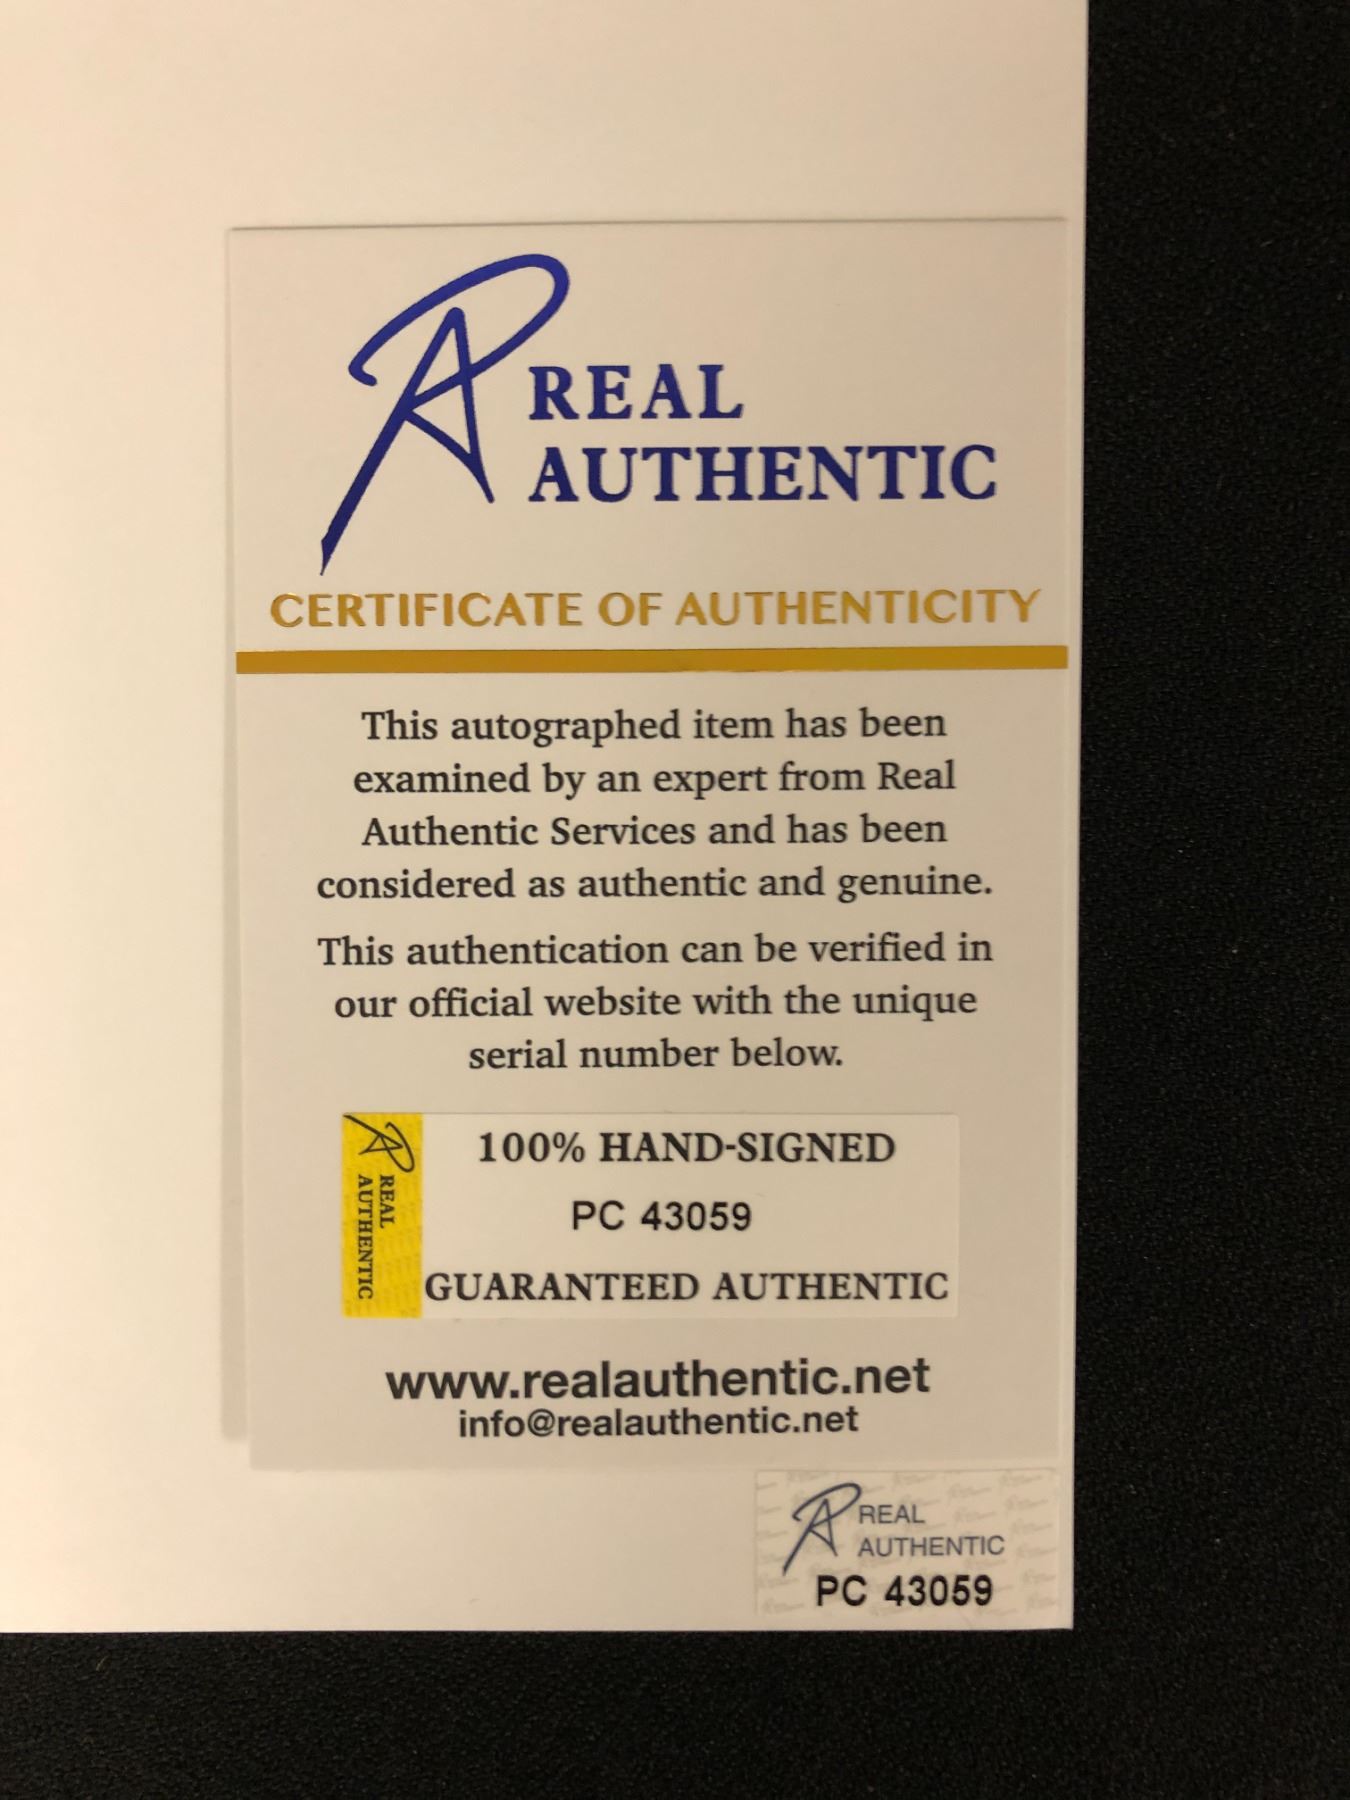 REAL
AUTHENTIC
CERTIFICATE OF AUTHENTICITY
This autographed item has been
examined by an expert from Real
Authentic Services and has been
considered as authentic and genuine.
This authentication can be verified in
our official website with the unique
serial number below.
REAL
AUTHENTIC
100% HAND-SIGNED
PC 43059
GUARANTEED AUTHENTIC
www.realauthentic.net
info@realauthentic.net
REAL
AUTHENTIC
PC 43059